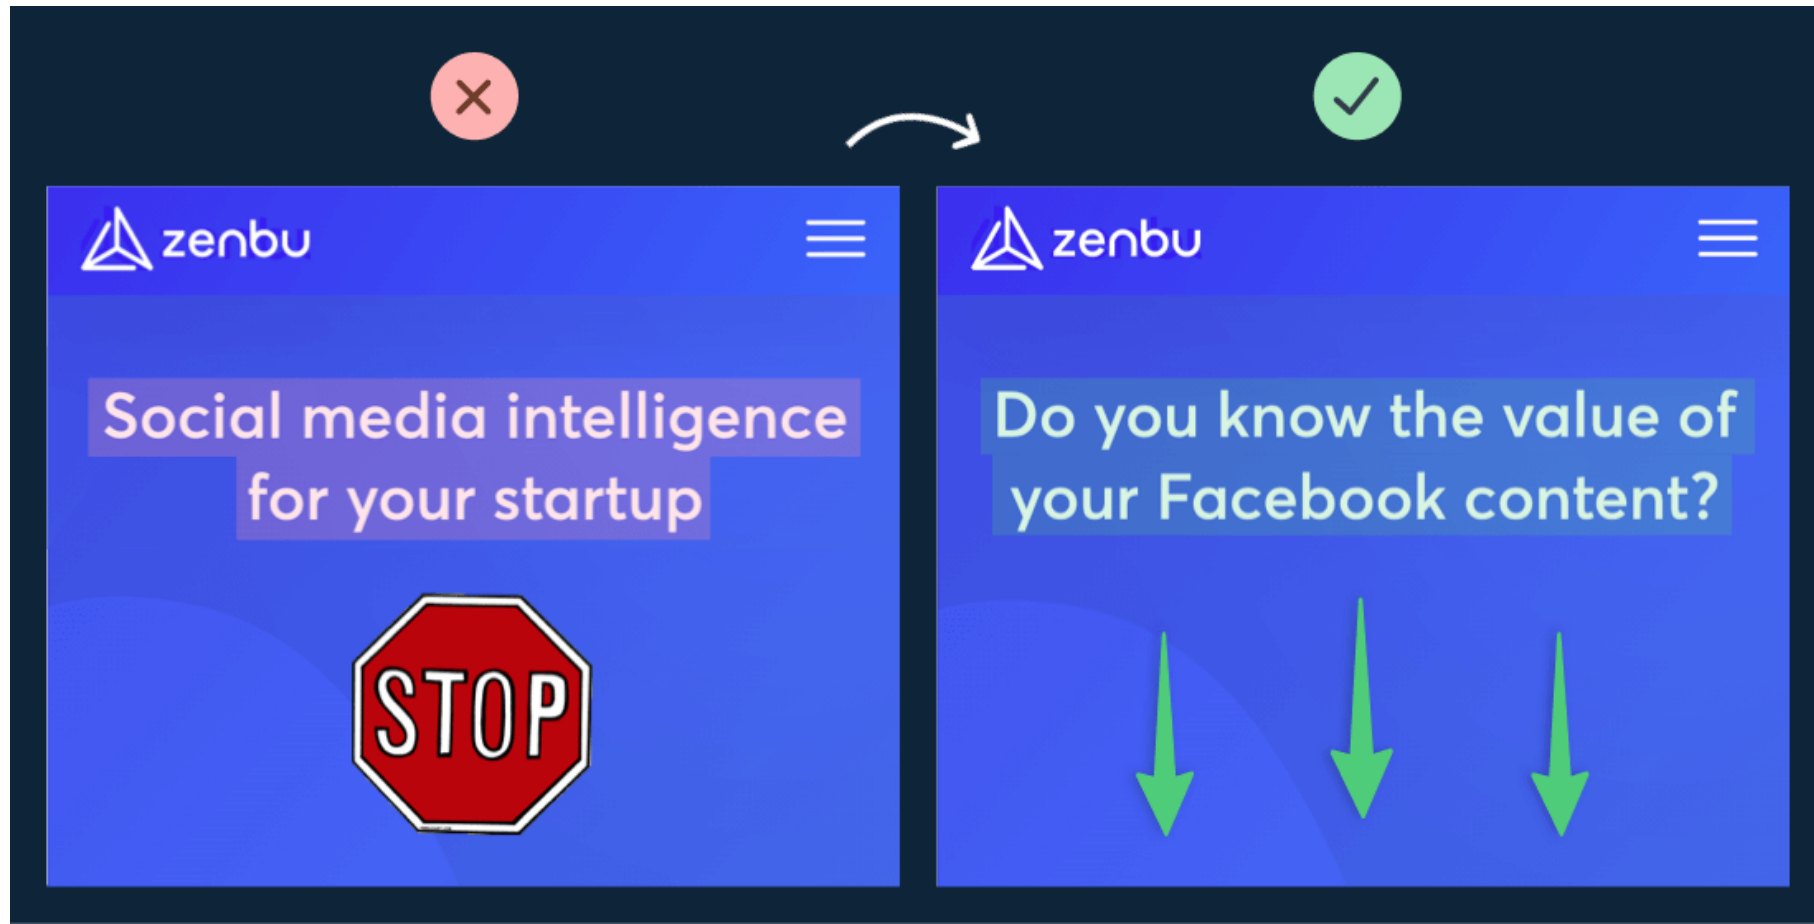 zenbu
Social media intelligence
for your startup
STOP
zenbu
Do you know the value of
your Facebook content?